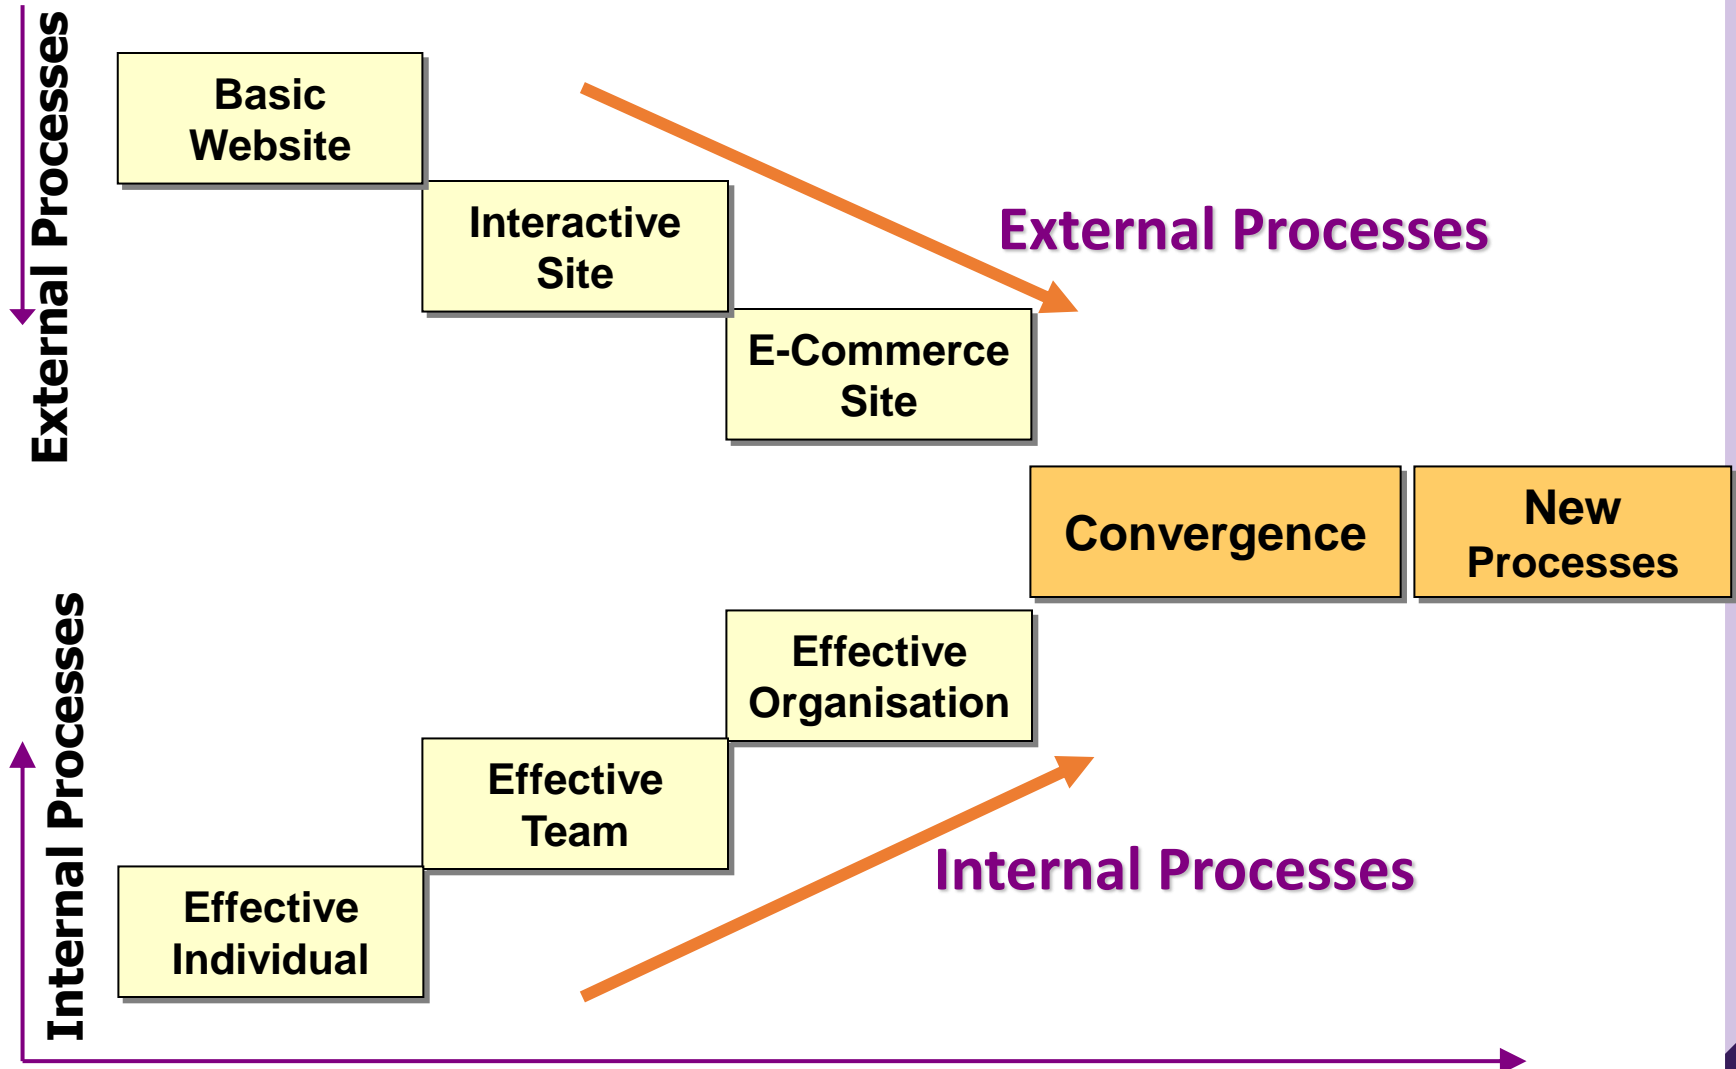 External Processes
Basic
Website
Interactive
Site
External Processes
E-Commerce
Site
Convergence
New
Processes
Internal Processes
Effective
Organisation
Effective
Team
Internal Processes
Effective
Individual